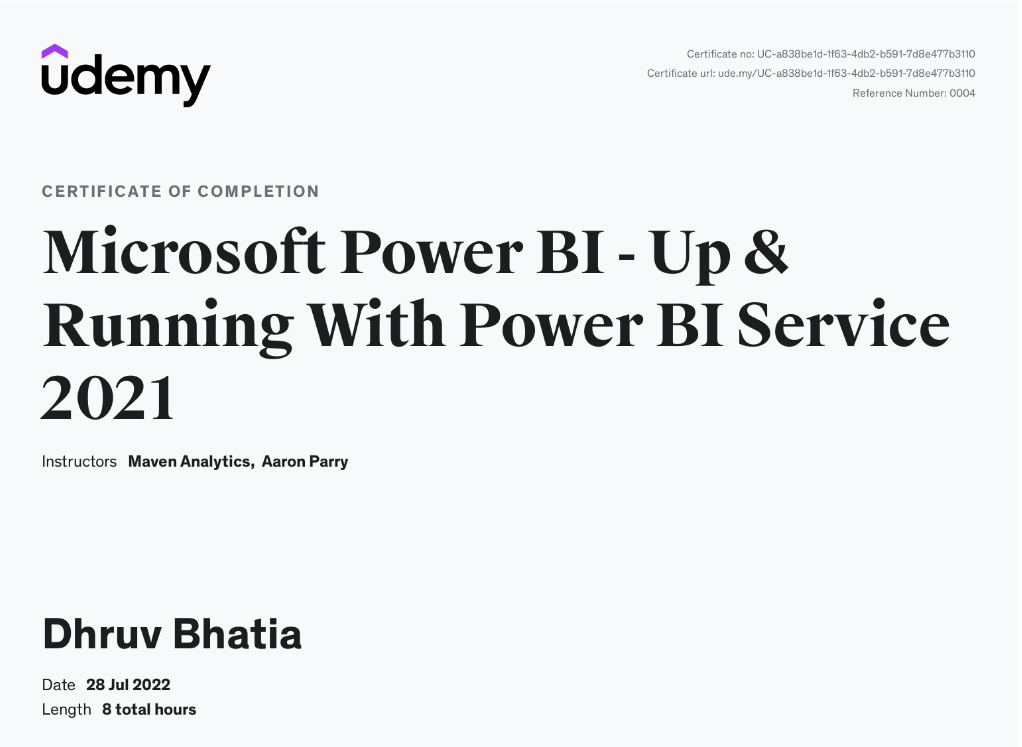 udemy
Certificate no: UC-a838be1d-1f63-4db2-b591-7d8e477b3110
Certificate url: ude.my/UC-a838be1d-1f63-4db2-b591-7d8e477b3110
Reference Number: 0004
CERTIFICATE OF COMPLETION
Microsoft Power BI - Up &
Running With Power BI Service
2021
Instructors Maven Analytics, Aaron Parry
Dhruv Bhatia
Date 28 Jul 2022
Length 8 total hours